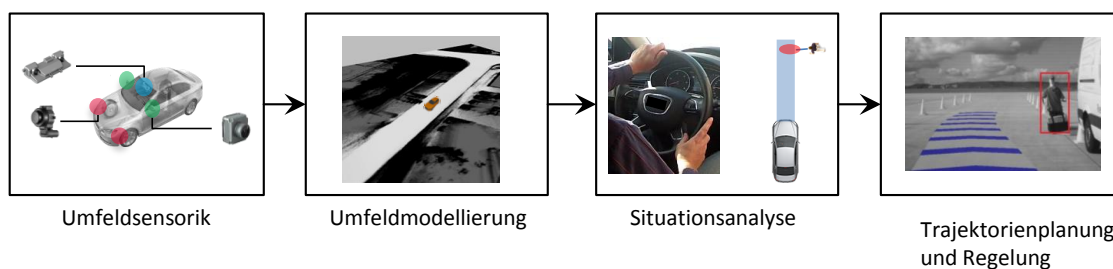 Umfeldsensorik
Umfeldmodellierung
Situationsanalyse
Trajektorienplanung
und Regelung